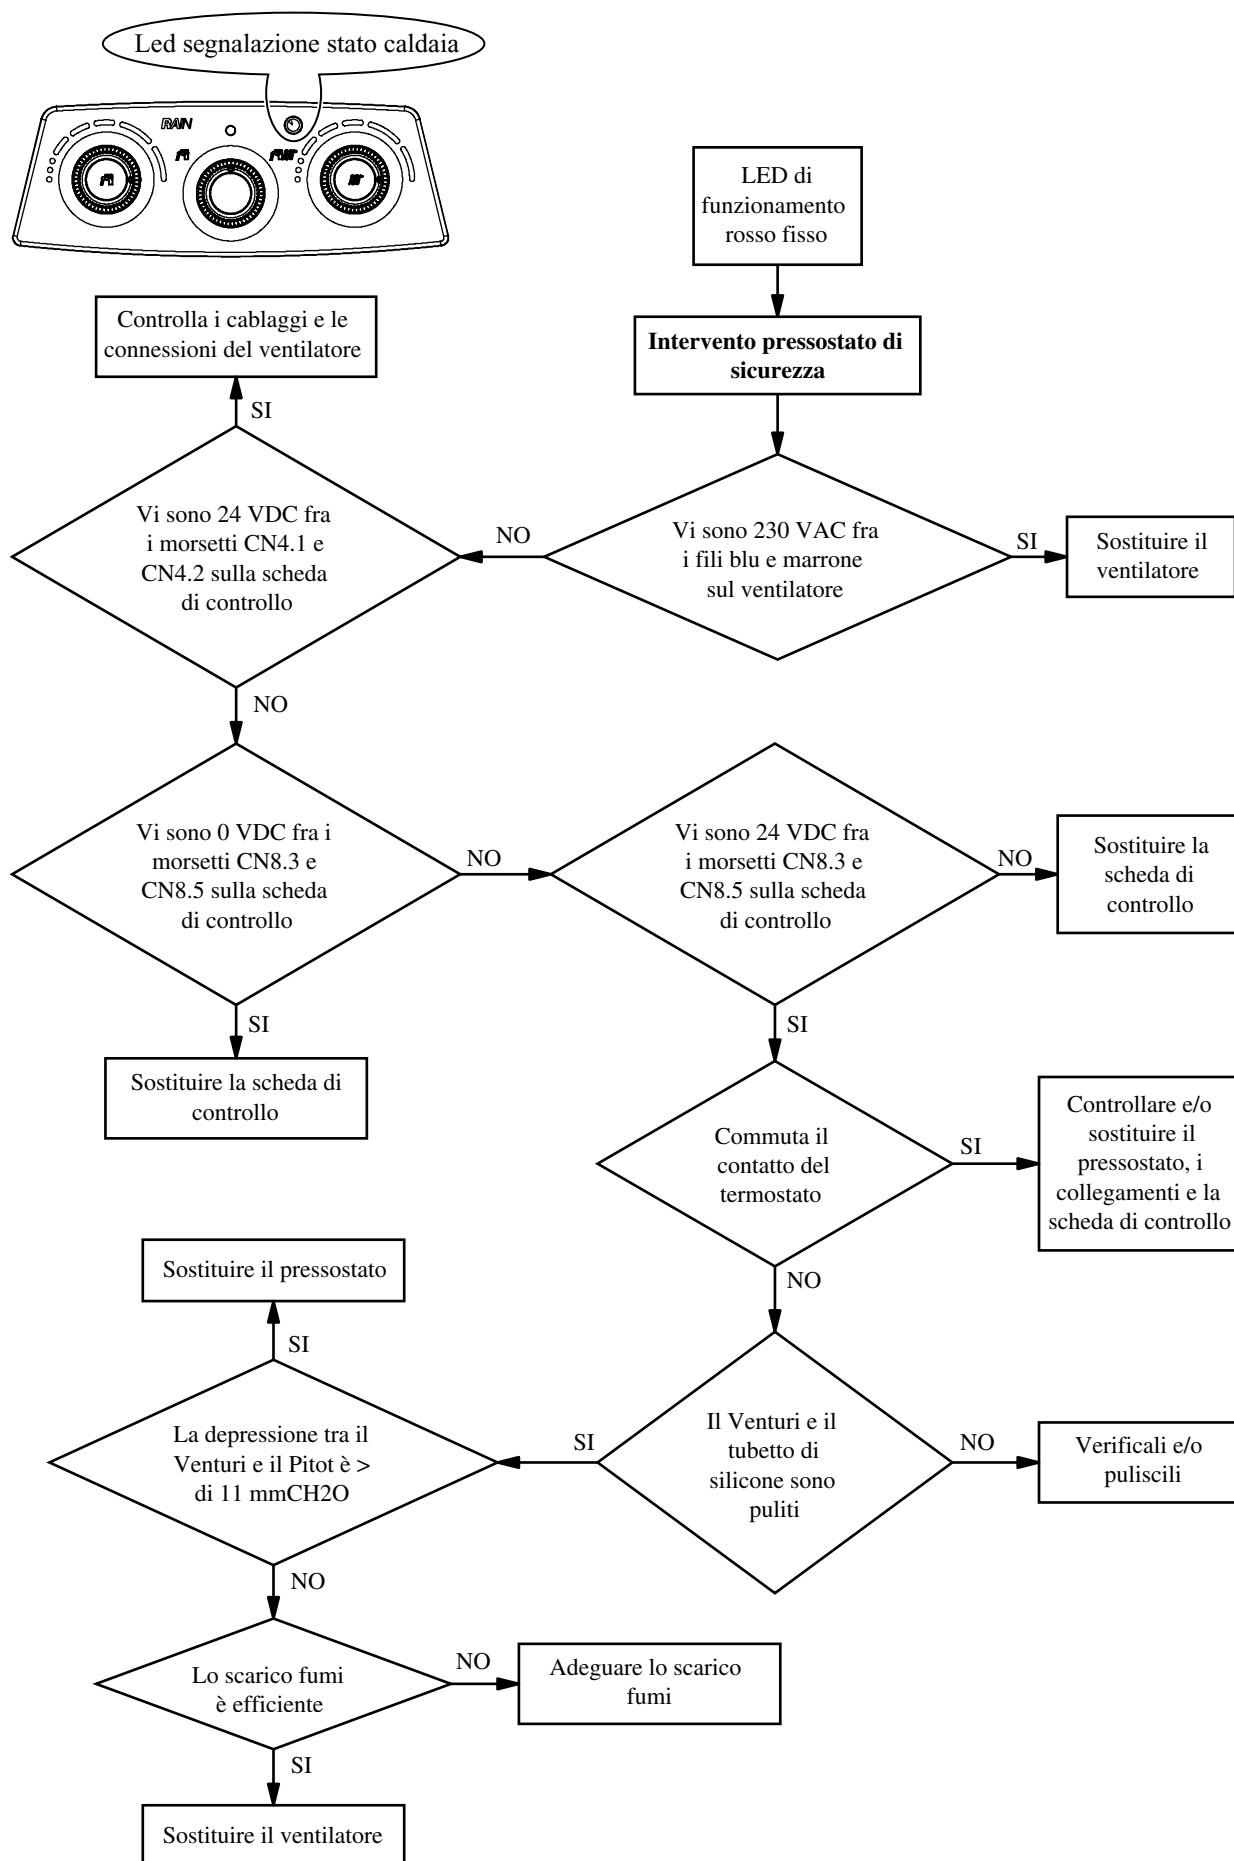 Led segnalazione stato caldaia
RAIN
LED di
funzionamento
rosso fisso
Controlla i cablaggi e le
connessioni del ventilatore
Intervento pressostato di
sicurezza
SI
Vi sono 24 VDC fra
i morsetti CN4.1 e
CN4.2 sulla scheda
di controllo
NO
Vi sono 230 VAC fra
i fili blu e marrone
sul ventilatore
SI
Sostituire il
ventilatore
NO
Vi sono 0 VDC fra i
morsetti CN8.3 e
CN8.5 sulla scheda
di controllo
NO
Vi sono 24 VDC fra
i morsetti CN8.3 e
CN8.5 sulla scheda
di controllo
NO
Sostituire la
scheda di
controllo
SI
SI
Sostituire la scheda di
controllo
Commuta il
contatto del
termostato
SI
Controllare e/o
sostituire il
pressostato, i
collegamenti e la
scheda di controllo
Sostituire il pressostato
NO
SI
La depressione tra il
Venturi e il Pitot è >
di 11 mmCH2O
SI
Il Venturi e il
tubetto di
silicone sono
puliti
NO
Verificali e/o
puliscili
NO
Lo scarico fumi
è efficiente
NO
Adeguare lo scarico
fumi
SI
Sostituire il ventilatore